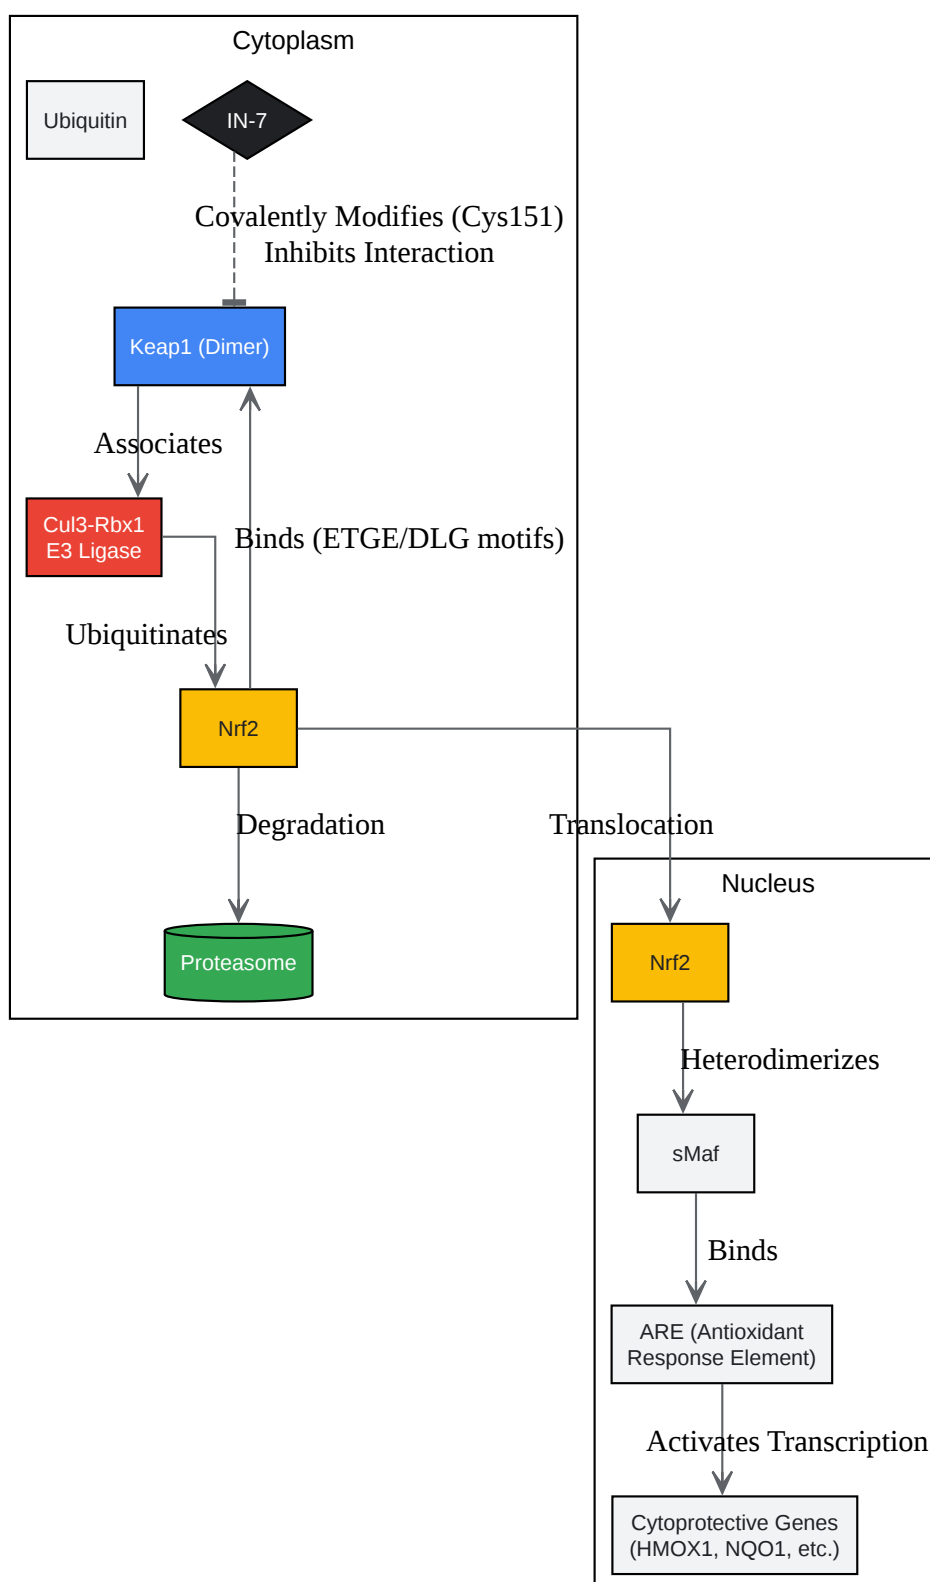 Cytoplasm
Ubiquitin
IN-7
Covalently Modifies (Cys151)
Inhibits Interaction
Keap1 (Dimer)
Associates
Cul3-Rbx1
E3 Ligase
Binds (ETGE/DLG motifs)
Ubiquitinates
Nrf2
Degradation
Translocation
Proteasome
Nucleus
Nrf2
Heterodimerizes
sMaf
Binds
ARE (Antioxidant
Response Element)
Activates Transcription
Cytoprotective Genes
(HMOX1, NQO1, etc.)